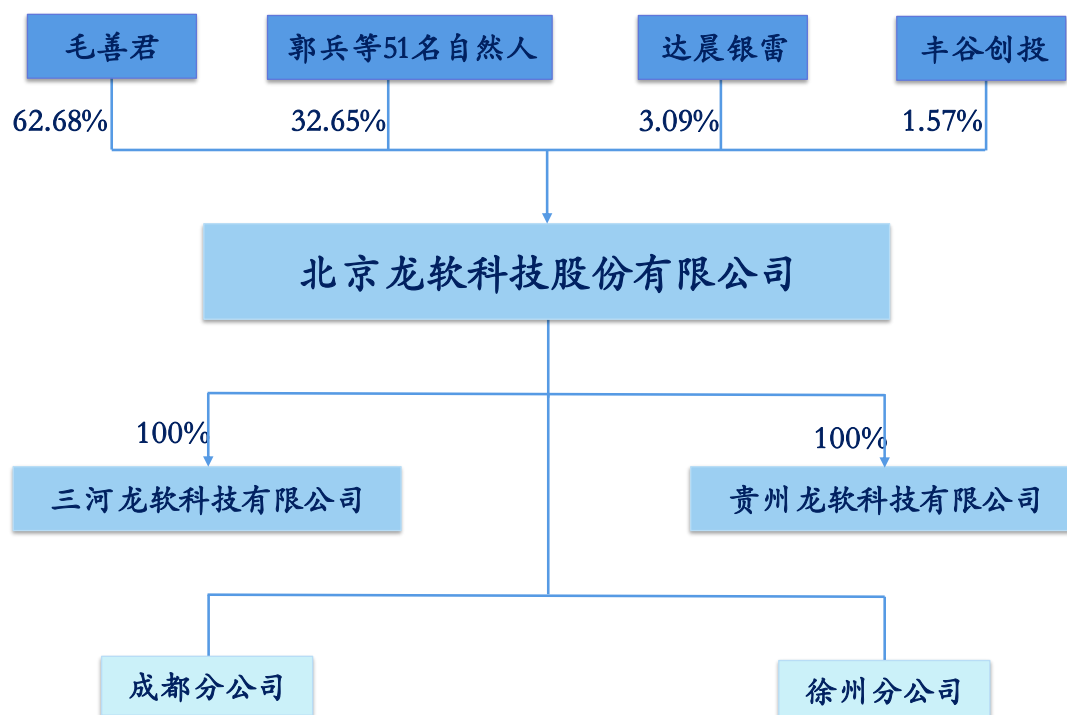 毛善君
郭兵等51名自然人
达晨银雷
丰谷创投
62.68%
32.65%
3.09%
1.57%
北京龙软科技股份有限公司
100%
100%
三河龙软科技有限公司
贵州龙软科技有限公司
成都分公司
徐州分公司